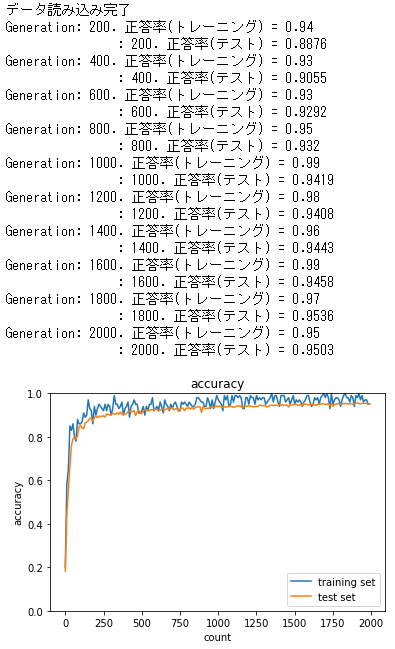 データ読み込み完了
Generation: 200. 正答率(トレーニング) = 0.94
: 200. 正答率(テスト) = 0.8876
Generation: 400. 正答率(トレーニング) = 0.93
: 400. 正答率(テスト) = 0.9055
Generation: 600. 正答率(トレーニング) = 0.93
: 600. 正答率(テスト) = 0.9292
Generation: 800. 正答率(トレーニング) = 0.95
: 800. 正答率(テスト) = 0.932
Generation: 1000. 正答率(トレーニング) = 0.99
: 1000. 正答率(テスト) = 0.9419
Generation: 1200. 正答率(トレーニング) = 0.98
: 1200. 正答率(テスト) = 0.9408
Generation: 1400. 正答率(トレーニング) = 0.96
: 1400. 正答率(テスト) = 0.9443
Generation: 1600. 正答率(トレーニング) = 0.99
: 1600. 正答率(テスト) = 0.9458
Generation: 1800. 正答率(トレーニング) = 0.97
: 1800. 正答率(テスト) = 0.9536
Generation: 2000. 正答率(トレーニング) = 0.95
: 2000. 正答率(テスト) = 0.9503
accuracy
1.0
0.8
0.6
0.4
0.2
0.0
accuracy
training set
test set
0 250 500 750 1000 1250 1500 1750 2000
count